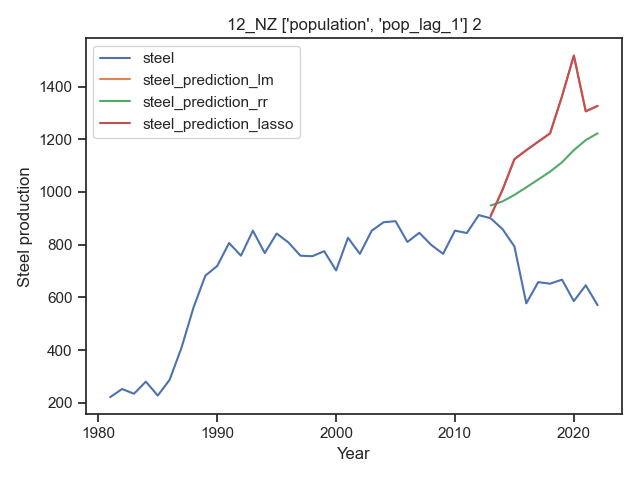 12_NZ ['population', 'pop_lag_1'] 2
steel
steel_prediction_lm
steel_prediction_rr
steel_prediction_lasso
Steel production
1400
1200
1000
800
600
400
200
1980
1990
2000
2010
2020
Year